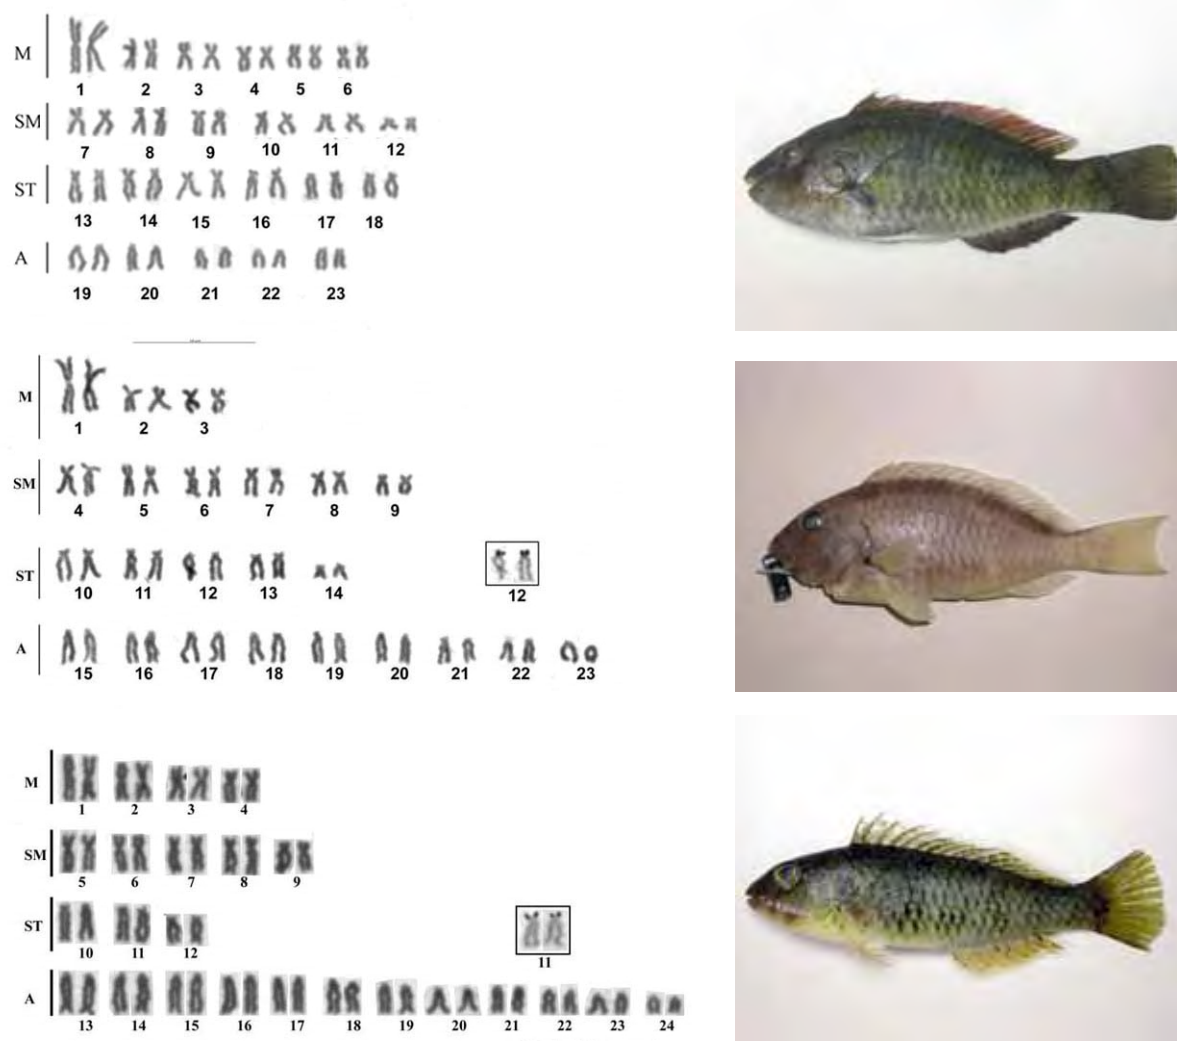 M
1 2 3 4 5 6
SM
7 8 9 10 11 12
ST
13 14 15 16 17 18
A
19 20 21 22 23
M
1 2 3
SM
4 5 6 7 8 9
ST
10 11 12 13 14 12
A
15 16 17 18 19 20 21 22 23
M
1 2 3 4
SM
5 6 7 8 9
ST
10 11 12 11
A
13 14 15 16 17 18 19 20 21 22 23 24